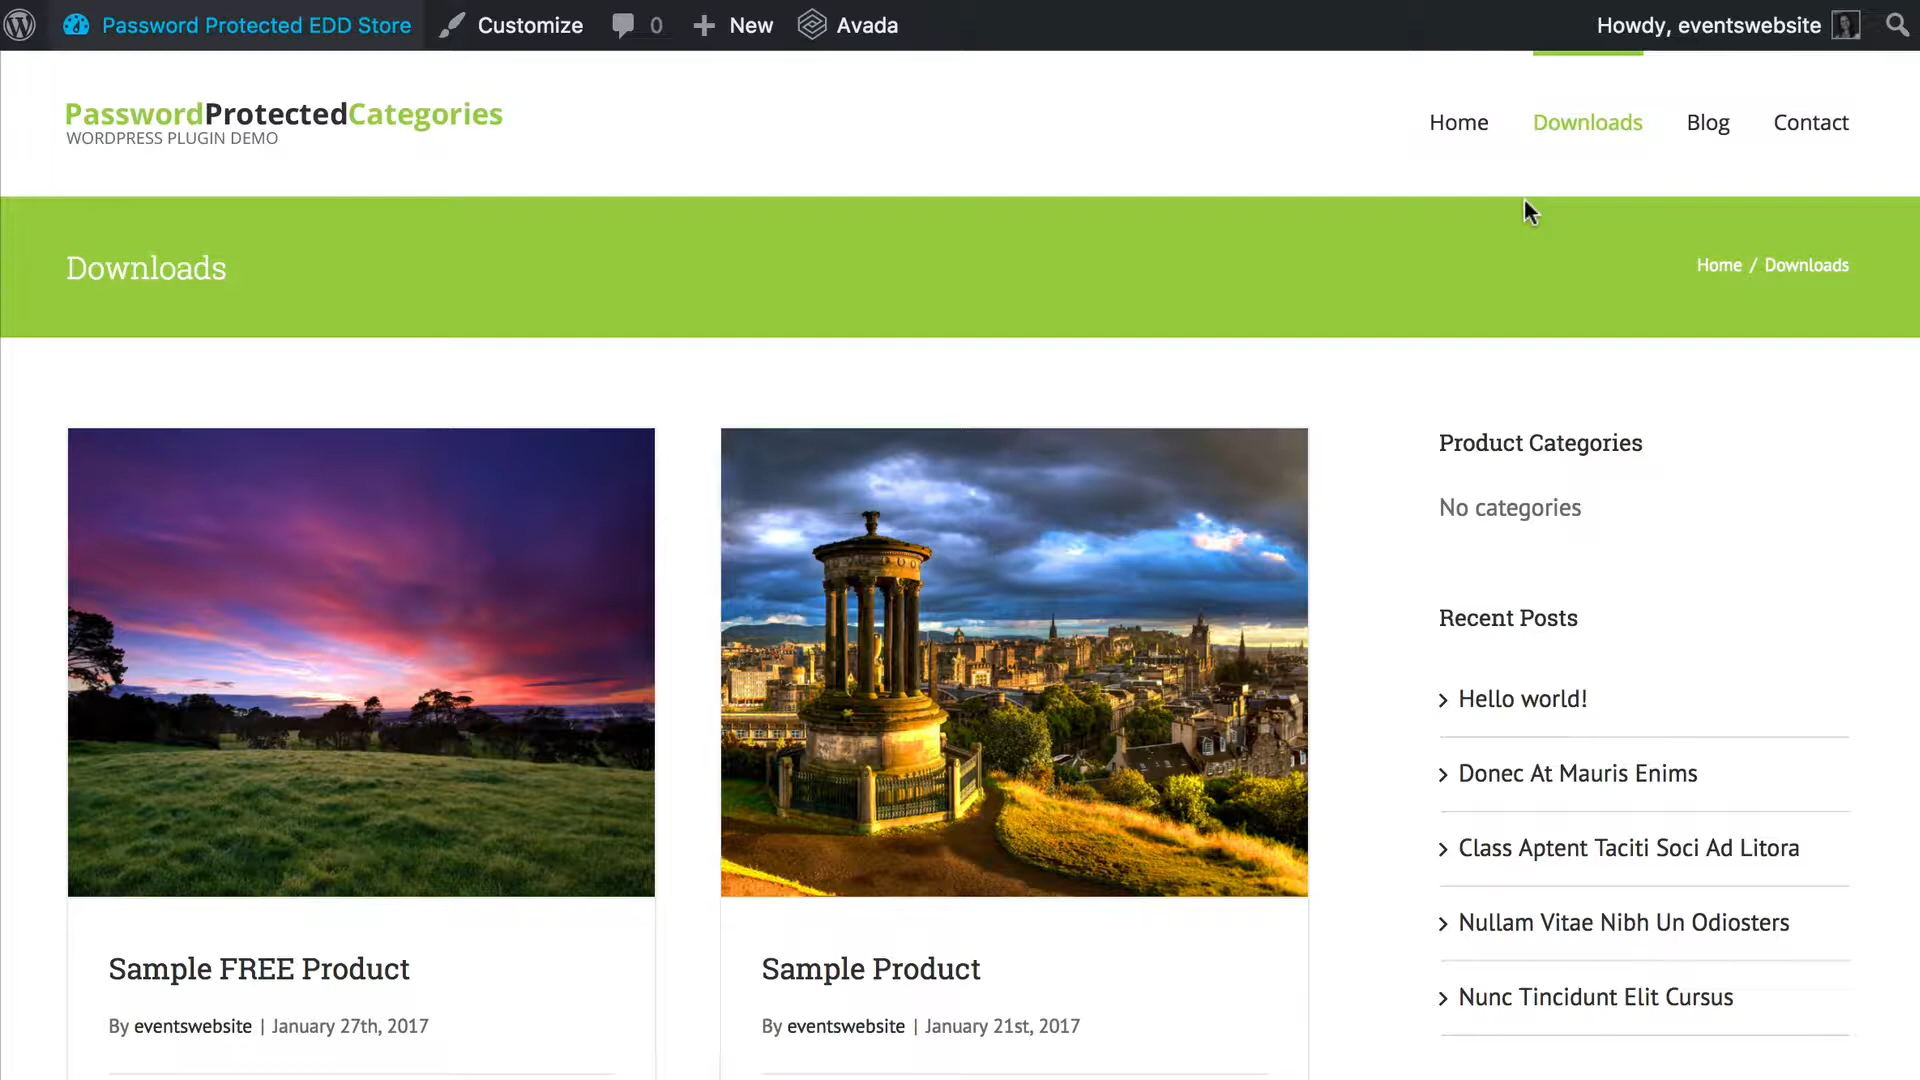 Password Protected EDD Store Customize 0 New Avada Howdy, eventswebsite
PasswordProtectedCategories
WORDPRESS PLUGIN DEMO
Home Downloads Blog Contact
Downloads
Home / Downloads
Product Categories
No categories
Recent Posts
Hello world!
Donec At Mauris Enims
Class Aptent Taciti Soci Ad Litora
Nullam Vitae Nibh Un Odiosters
Nunc Tincidunt Elit Cursus
Sample FREE Product
By eventswebsite | January 27th, 2017
Sample Product
By eventswebsite | January 21st, 2017